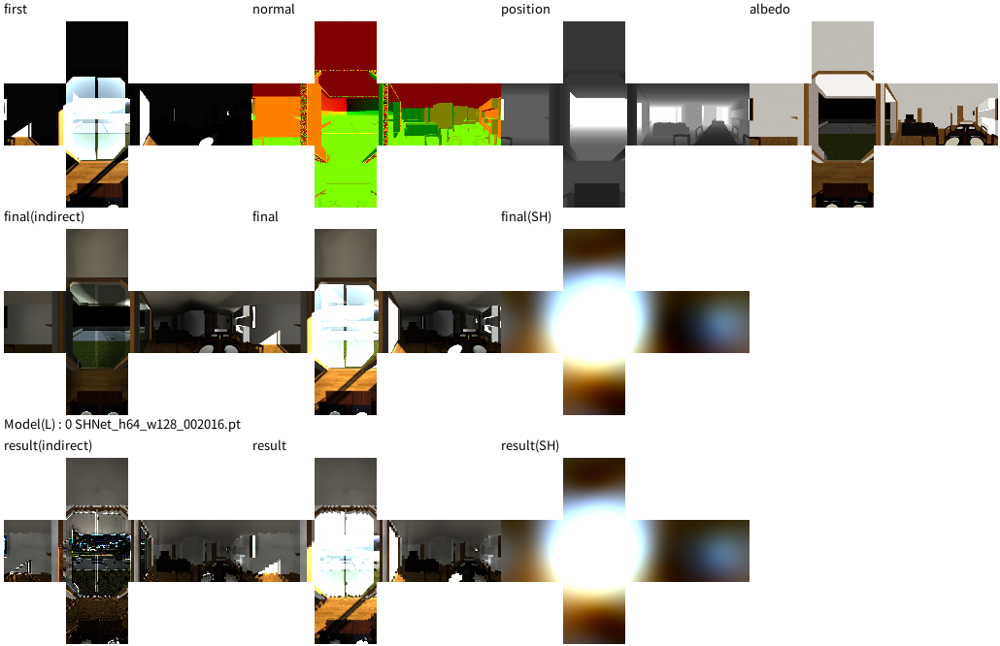 first
normal
position
albedo
final(indirect)
final
final(SH)
Model(L) : 0 SHNet_h64_w128_002016.pt
result(indirect)
result
result(SH)